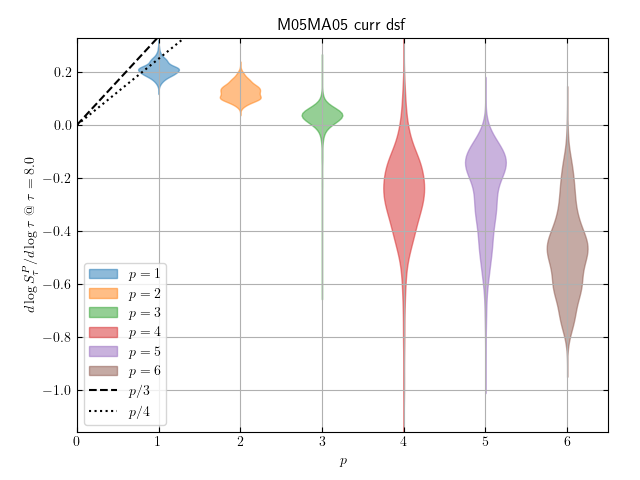 M05MA05 curr dsf
d log S_τ^P / d log τ @ τ = 8.0
0.2
0.0
−0.2
−0.4
−0.6
−0.8
−1.0
p = 1
p = 2
p = 3
p = 4
p = 5
p = 6
p/3
p/4
0 1 2 3 4 5 6
p